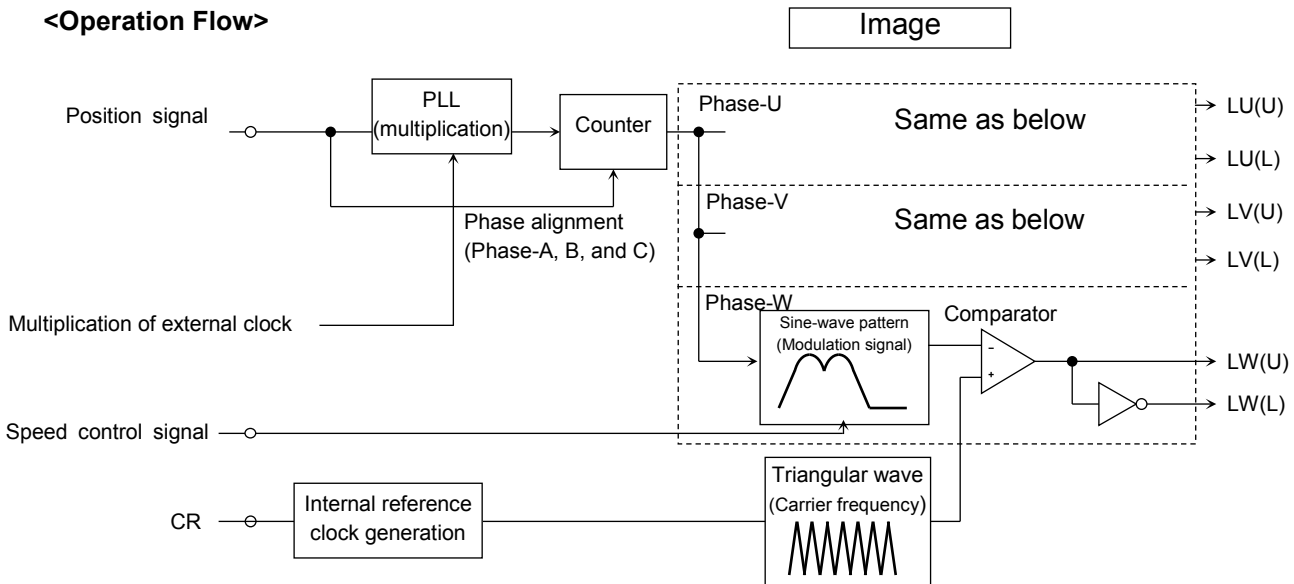 <Operation Flow>
Image
Position signal
PLL
(multiplication)
Counter
Phase alignment
(Phase-A, B, and C)
Multiplication of external clock
Speed control signal
CR
Internal reference
clock generation
Phase-U
Same as below
LU(U)
LU(L)
Phase-V
Same as below
LV(U)
LV(L)
Phase-W
Sine-wave pattern
(Modulation signal)
Comparator
−
+
LW(U)
LW(L)
Triangular wave
(Carrier frequency)